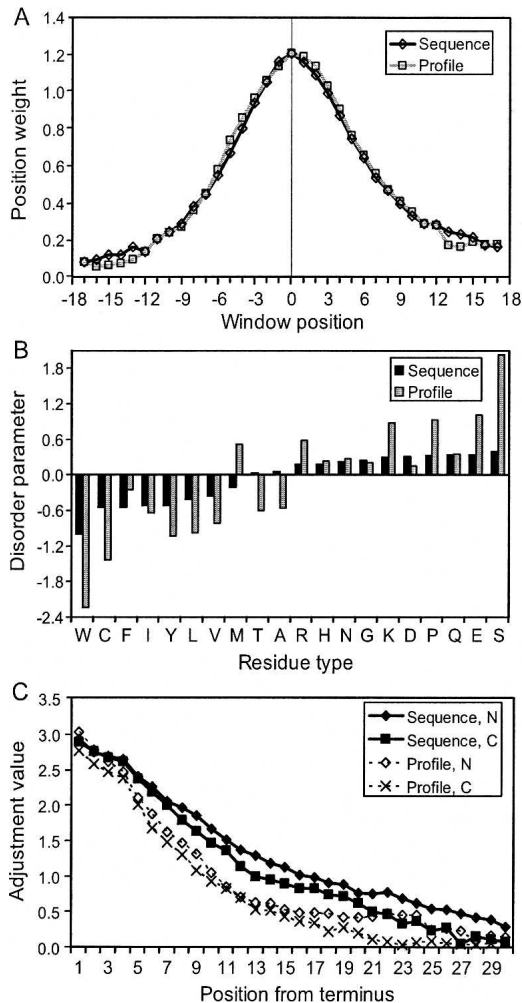 A
1.4
1.2
1.0
0.8
0.6
0.4
0.2
0.0
Position weight
Sequence
Profile
-18 -15 -12 -9 -6 -3 0 3 6 9 12 15 18
Window position
B
1.8
1.2
0.6
0.0
-0.6
-1.2
-1.8
-2.4
Disorder parameter
Sequence
Profile
W C F I Y L V M T A R H N G K D P Q E S
Residue type
C
3.5
3.0
2.5
2.0
1.5
1.0
0.5
0.0
Adjustment value
Sequence, N
Sequence, C
Profile, N
Profile, C
1 3 5 7 9 11 13 15 17 19 21 23 25 27 29
Position from terminus